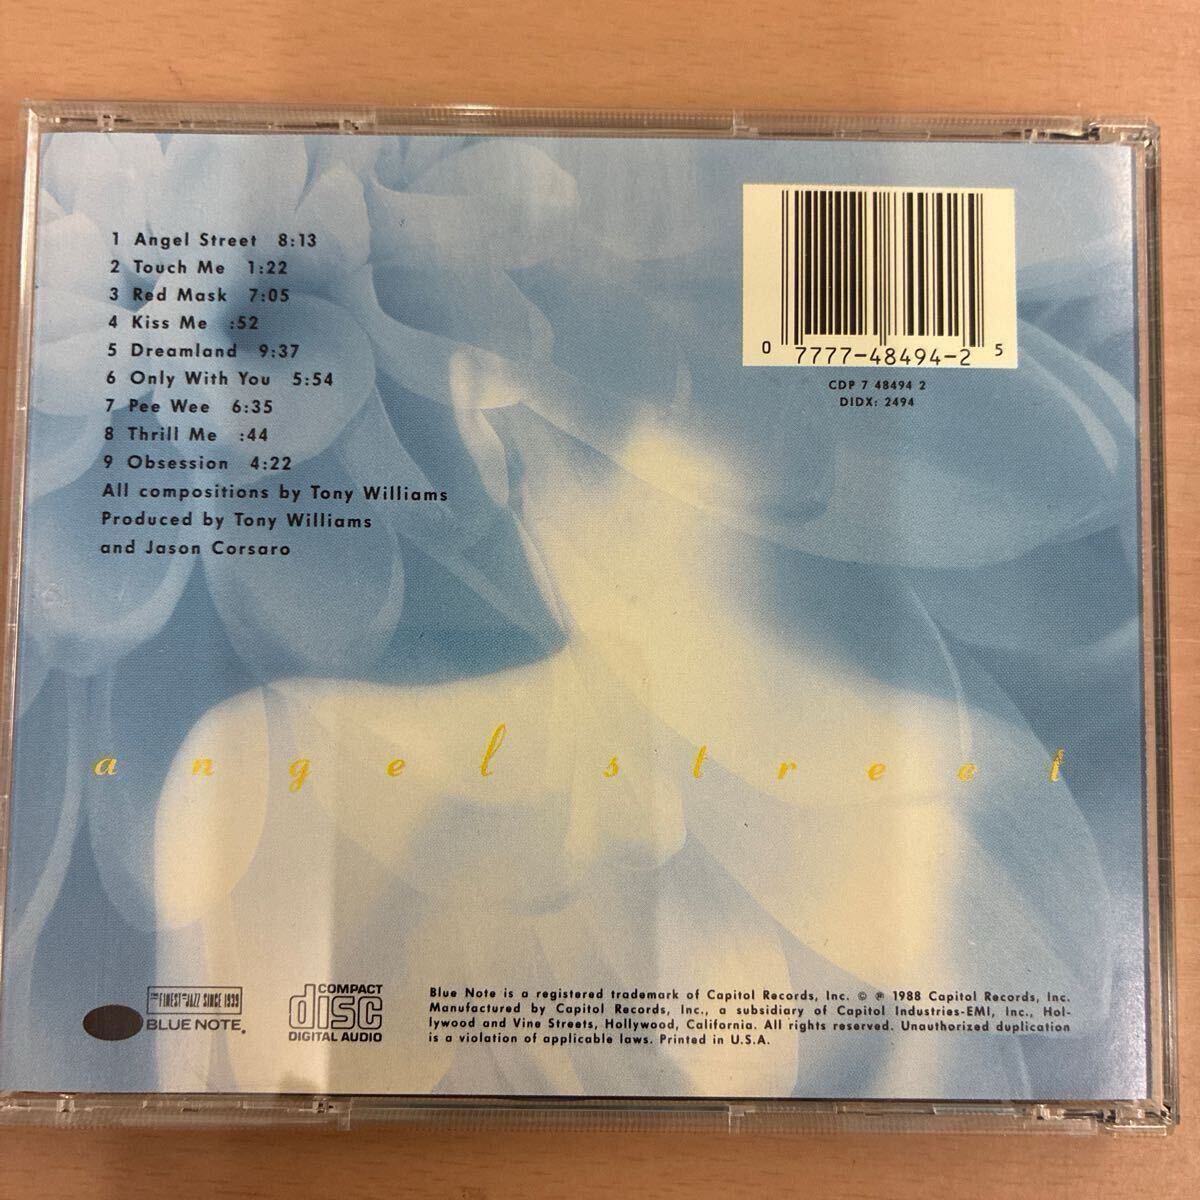 1 Angel Street 8:13
2 Touch Me 1:22
3 Red Mask 7:05
4 Kiss Me :52
5 Dreamland 9:37
6 Only With You 5:54
7 Pee Wee 6:35
8 Thrill Me :44
9 Obsession 4:22
All compositions by Tony Williams
Produced by Tony Williams
and Jason Corsaro
0 7777-48494-2 5
CDP 7 48494 2
DIDX: 2494
angel street
THE FINEST IN JAZZ SINCE 1939
BLUE NOTE®
COMPACT
disc
DIGITAL AUDIO
Blue Note is a registered trademark of Capitol Records, Inc. © ℗ 1988 Capitol Records, Inc.
Manufactured by Capitol Records, Inc., a subsidiary of Capitol Industries-EMI, Inc., Hol-
lywood and Vine Streets, Hollywood, California. All rights reserved. Unauthorized duplication
is a violation of applicable laws. Printed in U.S.A.